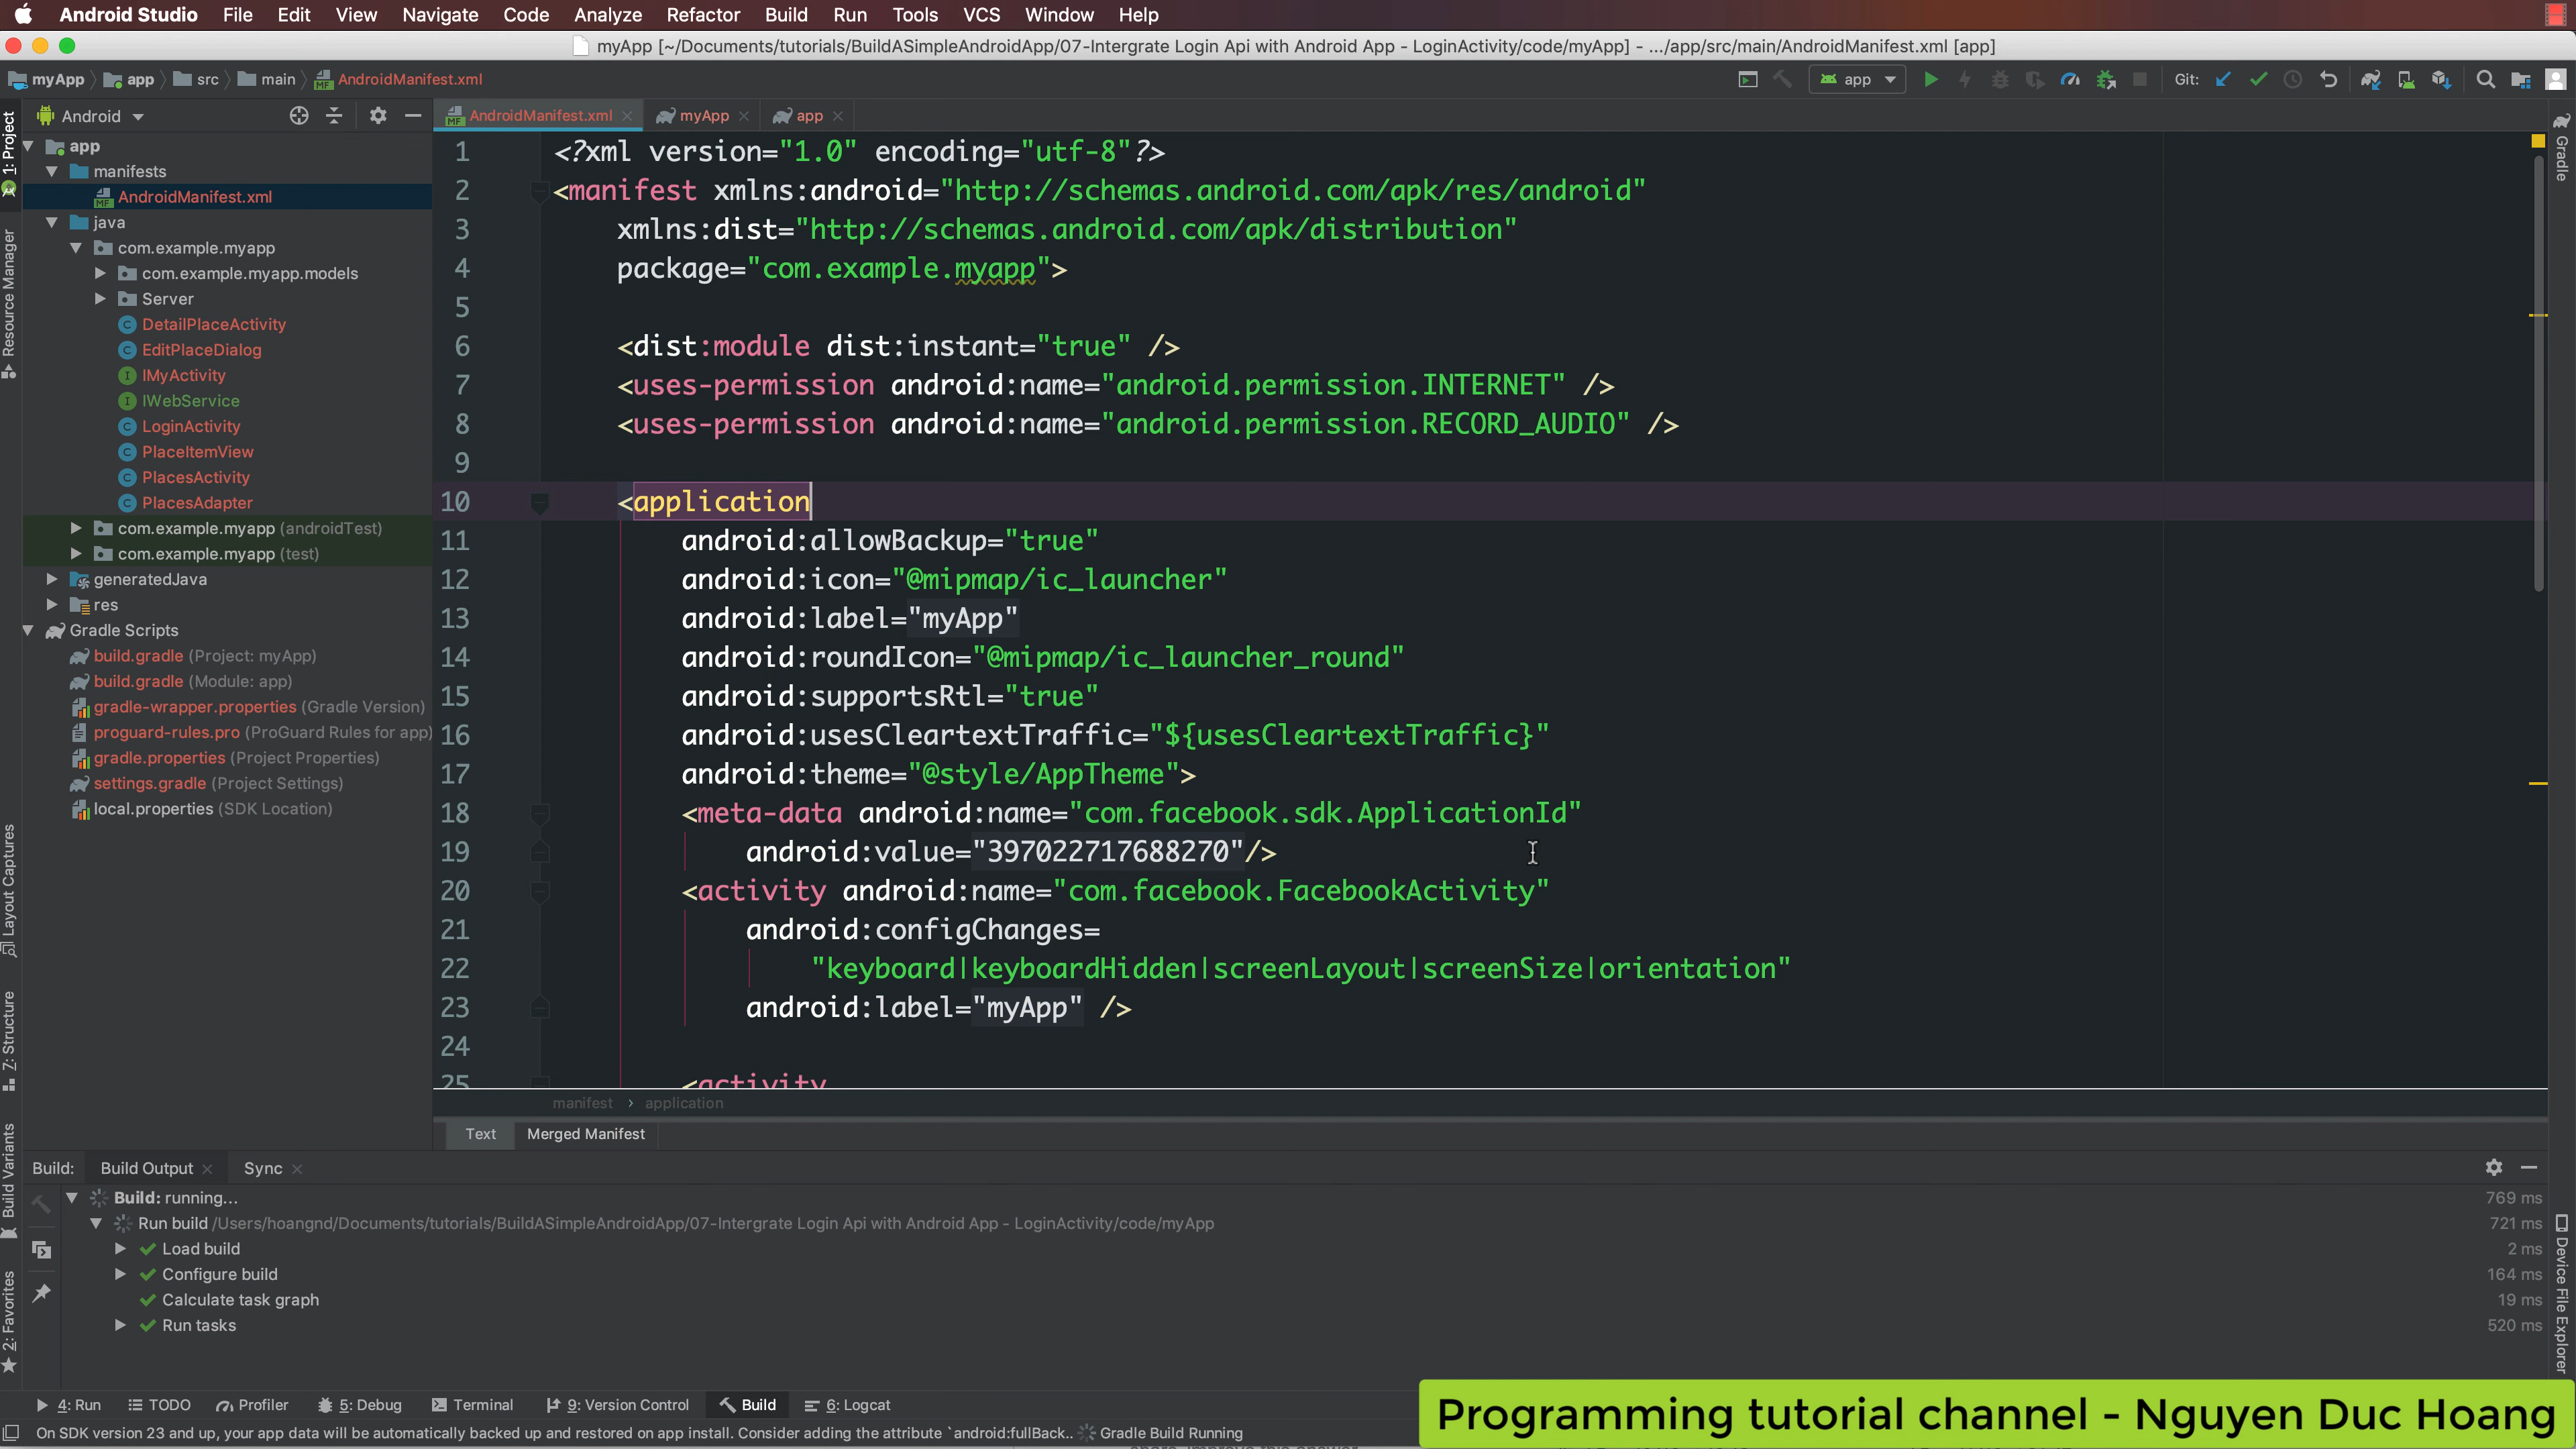 Android Studio File Edit View Navigate Code Analyze Refactor Build Run Tools VCS Window Help
myApp [~/Documents/tutorials/BuildASimpleAndroidApp/07-Intergrate Login Api with Android App - LoginActivity/code/myApp] - .../app/src/main/AndroidManifest.xml [app]
myApp app src main AndroidManifest.xml
app Git:
Android
AndroidManifest.xml myApp app
app
manifests
AndroidManifest.xml
java
com.example.myapp
com.example.myapp.models
Server
DetailPlaceActivity
EditPlaceDialog
IMyActivity
IWebService
LoginActivity
PlaceItemView
PlacesActivity
PlacesAdapter
com.example.myapp (androidTest)
com.example.myapp (test)
generatedJava
res
Gradle Scripts
build.gradle (Project: myApp)
build.gradle (Module: app)
gradle-wrapper.properties (Gradle Version)
proguard-rules.pro (ProGuard Rules for app)
gradle.properties (Project Properties)
settings.gradle (Project Settings)
local.properties (SDK Location)
1: Project
Resource Manager
Layout Captures
Z: Structure
Build Variants
2: Favorites
1 <?xml version="1.0" encoding="utf-8"?>
2 <manifest xmlns:android="http://schemas.android.com/apk/res/android"
3 xmlns:dist="http://schemas.android.com/apk/distribution"
4 package="com.example.myapp">
5
6 <dist:module dist:instant="true" />
7 <uses-permission android:name="android.permission.INTERNET" />
8 <uses-permission android:name="android.permission.RECORD_AUDIO" />
9
10 <application
11 android:allowBackup="true"
12 android:icon="@mipmap/ic_launcher"
13 android:label="myApp"
14 android:roundIcon="@mipmap/ic_launcher_round"
15 android:supportsRtl="true"
16 android:usesCleartextTraffic="${usesCleartextTraffic}"
17 android:theme="@style/AppTheme">
18 <meta-data android:name="com.facebook.sdk.ApplicationId"
19 android:value="397022717688270"/>
20 <activity android:name="com.facebook.FacebookActivity"
21 android:configChanges=
22 "keyboard|keyboardHidden|screenLayout|screenSize|orientation"
23 android:label="myApp" />
24
25 <activity
manifest › application
Text Merged Manifest
Gradle
Device File Explorer
Build: Build Output Sync
Build: running... 769 ms
Run build /Users/hoangnd/Documents/tutorials/BuildASimpleAndroidApp/07-Intergrate Login Api with Android App - LoginActivity/code/myApp 721 ms
Load build 2 ms
Configure build 164 ms
Calculate task graph 19 ms
Run tasks 520 ms
4: Run TODO Profiler 5: Debug Terminal 9: Version Control Build 6: Logcat
On SDK version 23 and up, your app data will be automatically backed up and restored on app install. Consider adding the attribute `android:fullBack.. Gradle Build Running
Programming tutorial channel - Nguyen Duc Hoang